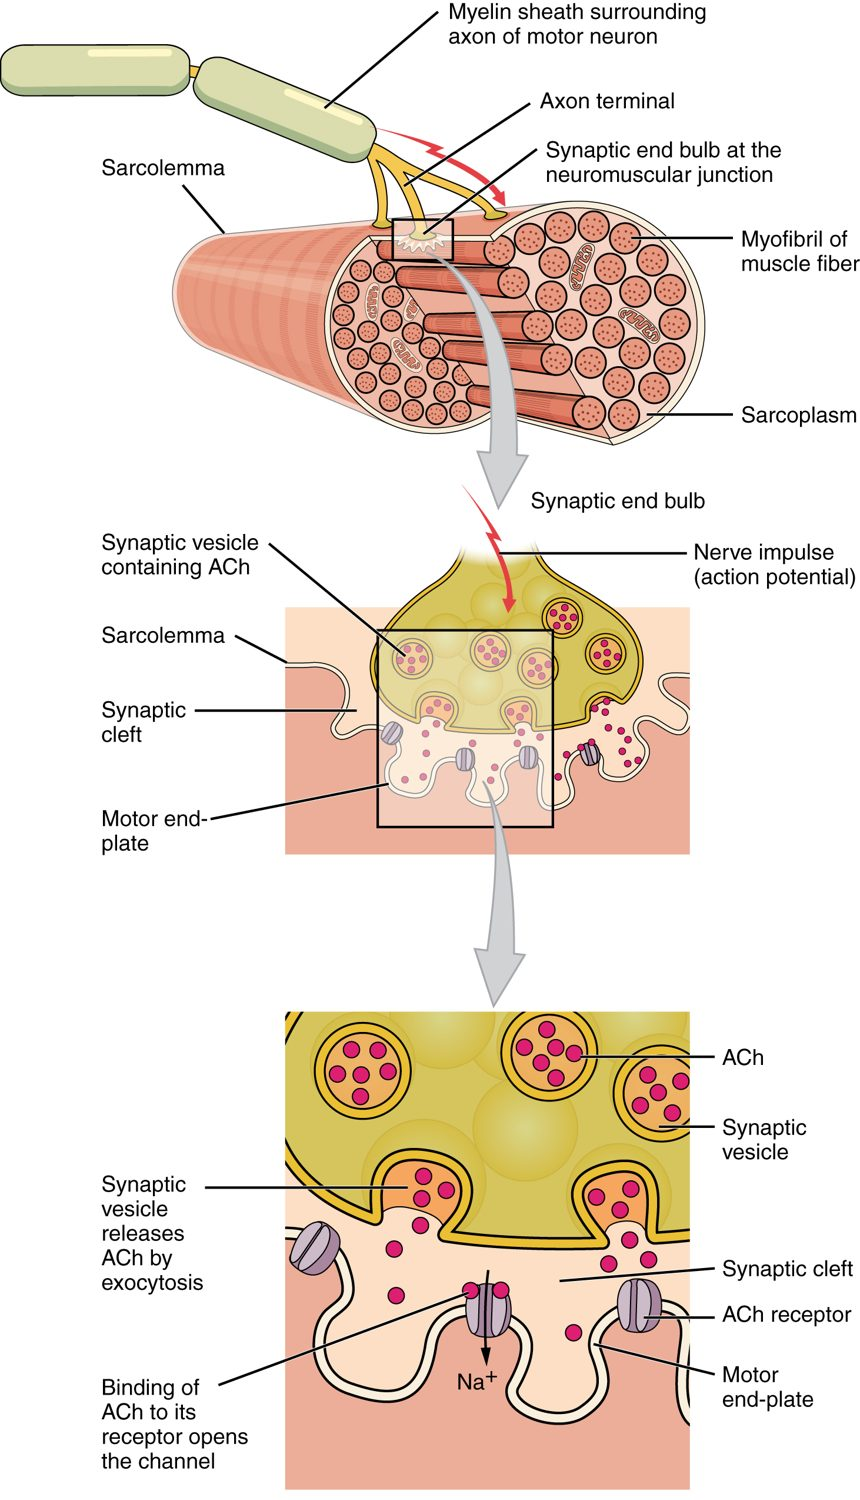 Myelin sheath surrounding
axon of motor neuron
Axon terminal
Synaptic end bulb at the
neuromuscular junction
Sarcolemma
Myofibril of
muscle fiber
Sarcoplasm
Synaptic end bulb
Synaptic vesicle
containing ACh
Nerve impulse
(action potential)
Sarcolemma
Synaptic
cleft
Motor end-
plate
ACh
Synaptic
vesicle
Synaptic
vesicle
releases
ACh by
exocytosis
Synaptic cleft
ACh receptor
Na+
Motor
end-plate
Binding of
ACh to its
receptor opens
the channel